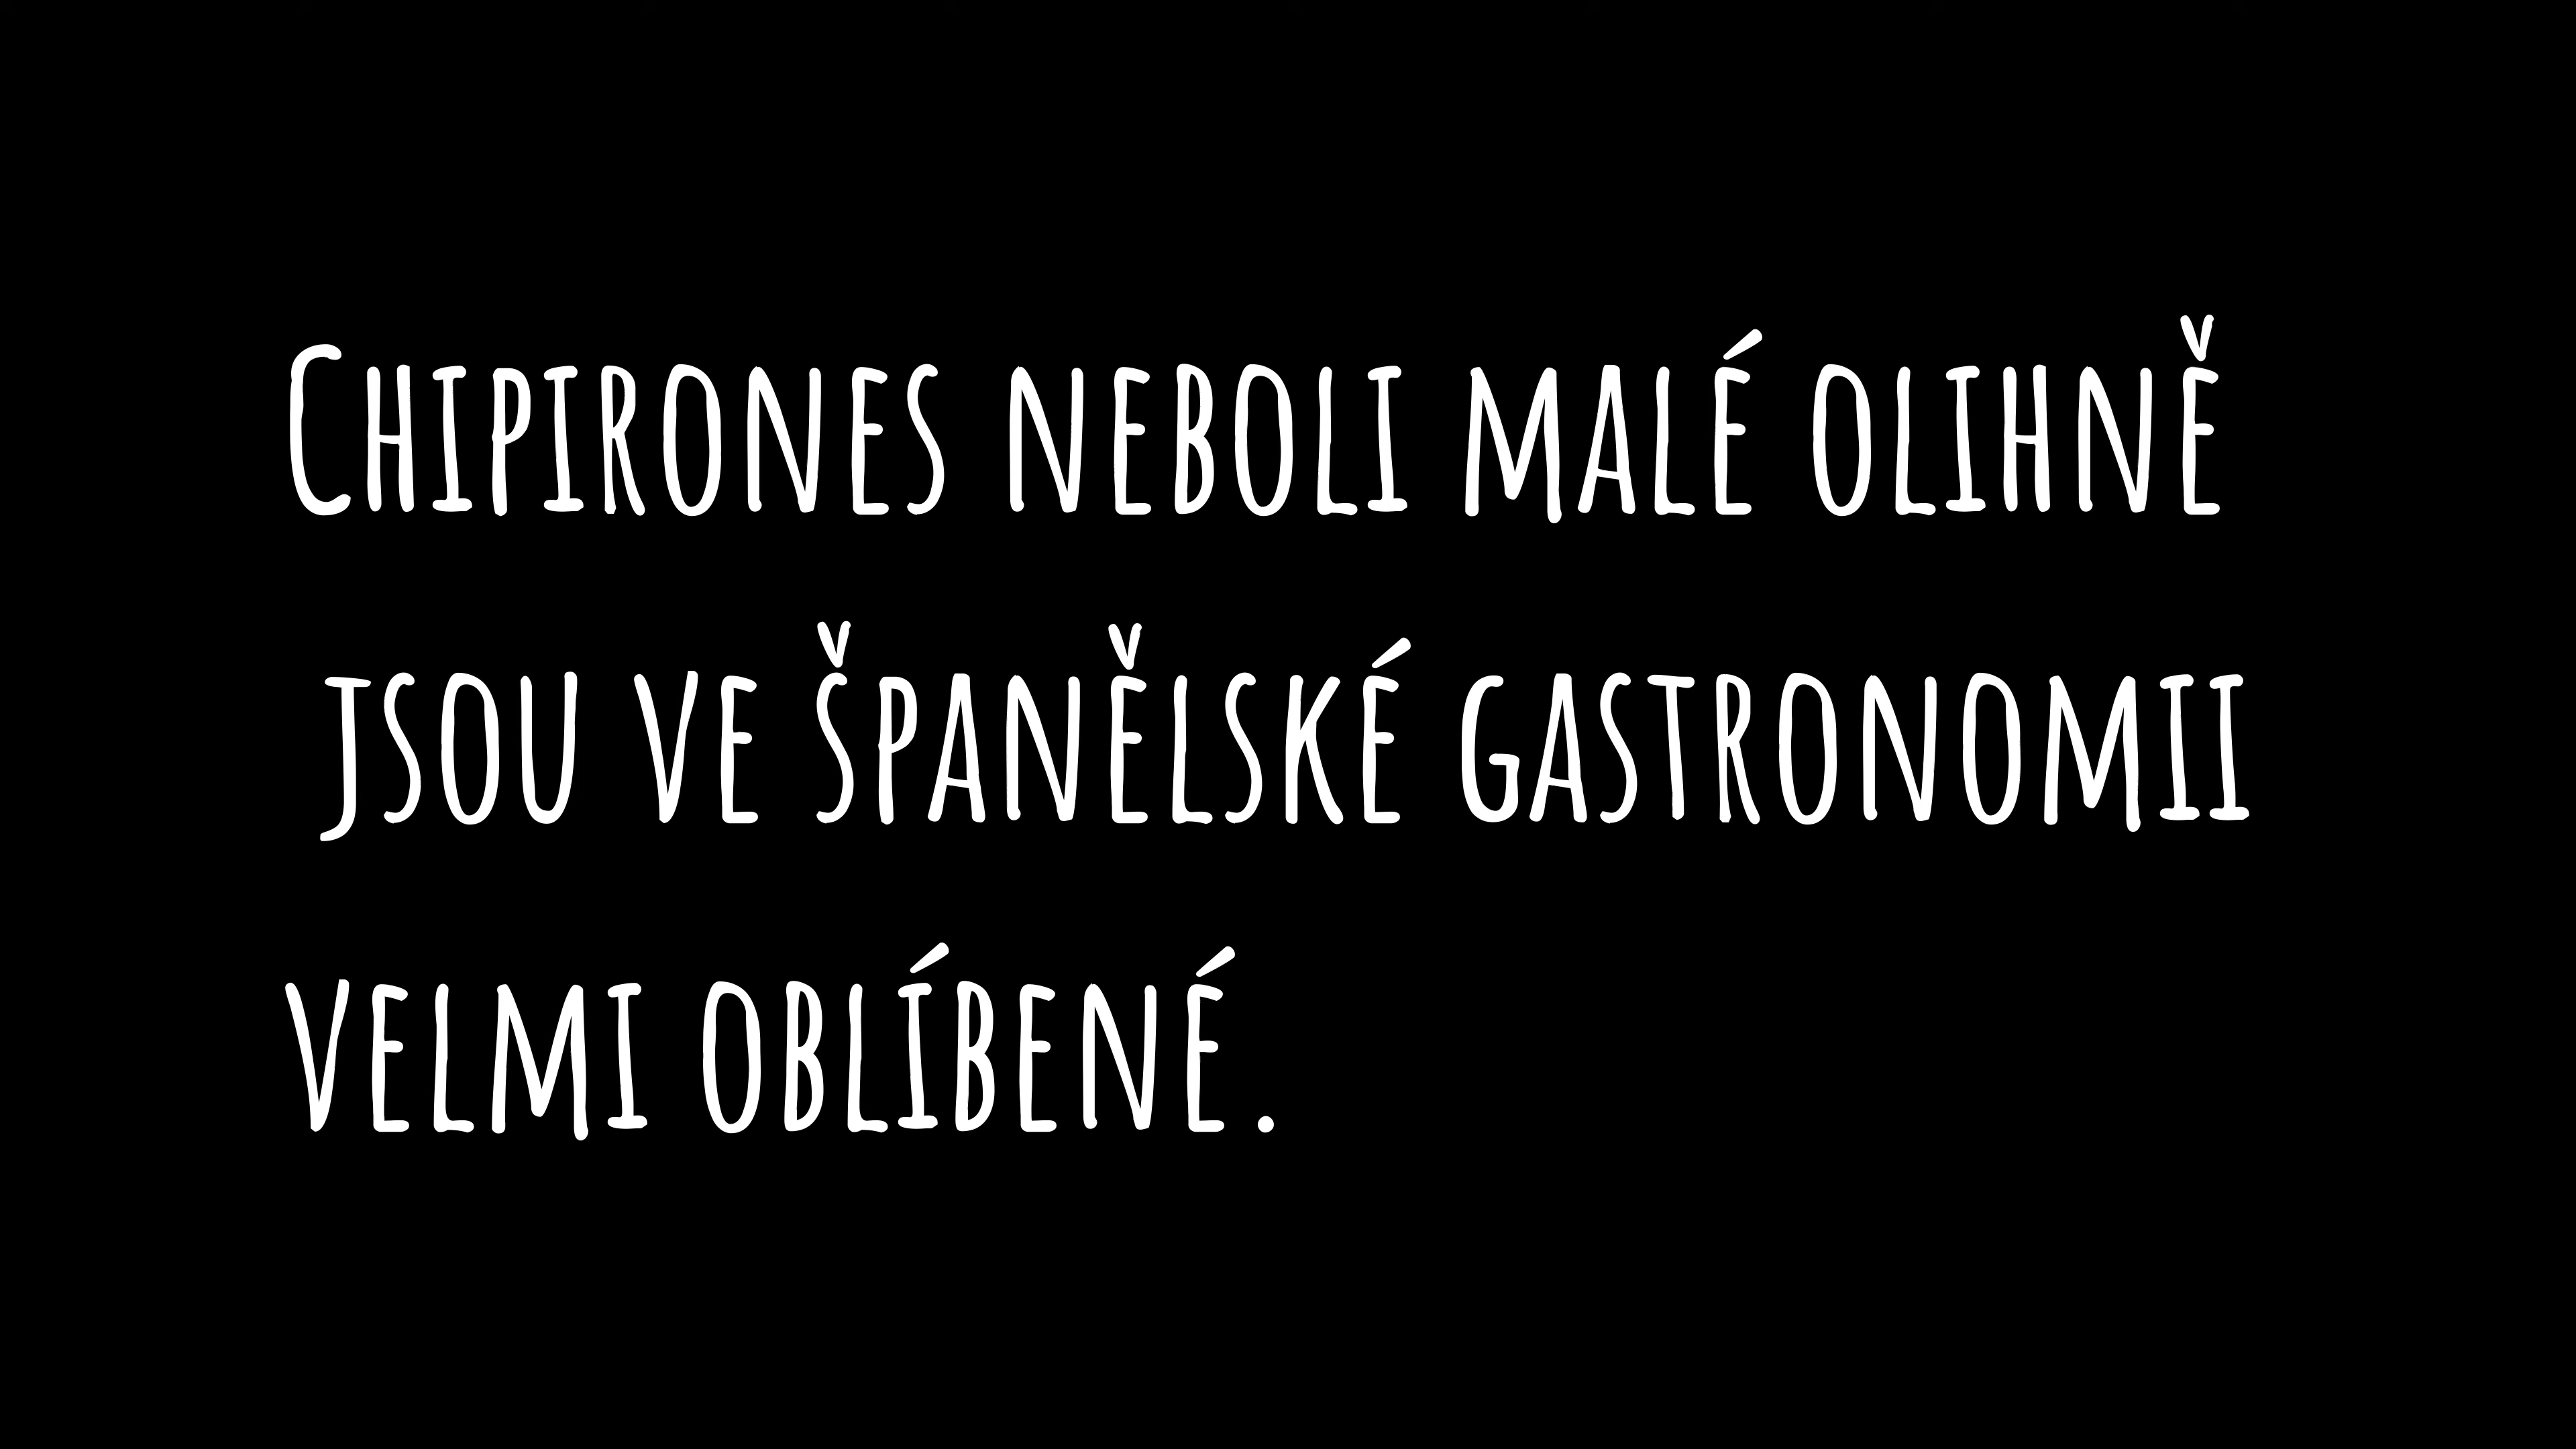 Chipirones neboli malé olihně
jsou ve španělské gastronomii
velmi oblíbené.